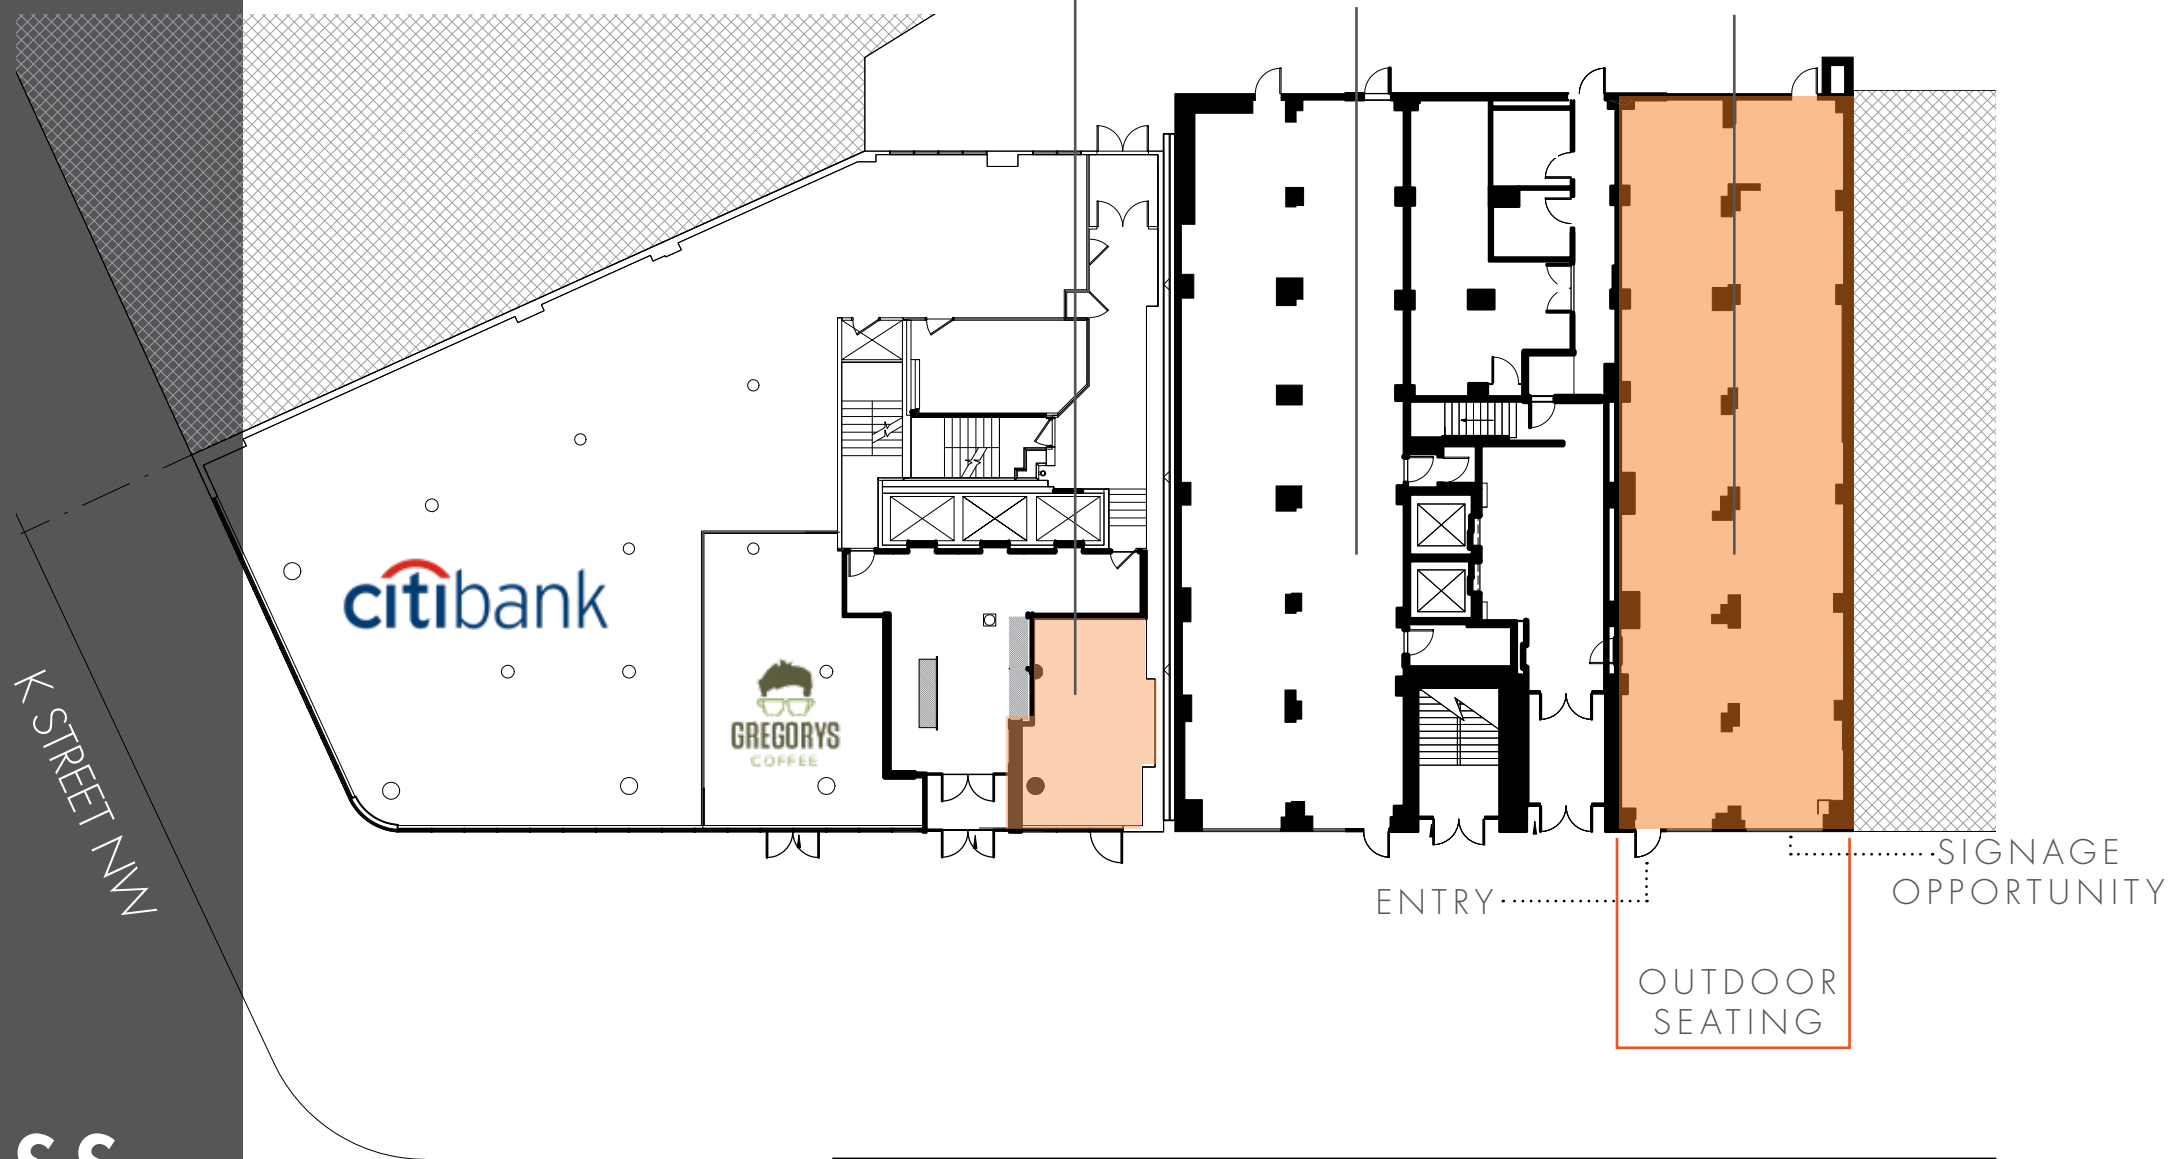 citibank
GREGORYS
COFFEE
K STREET NW
ENTRY
SIGNAGE
OPPORTUNITY
OUTDOOR
SEATING